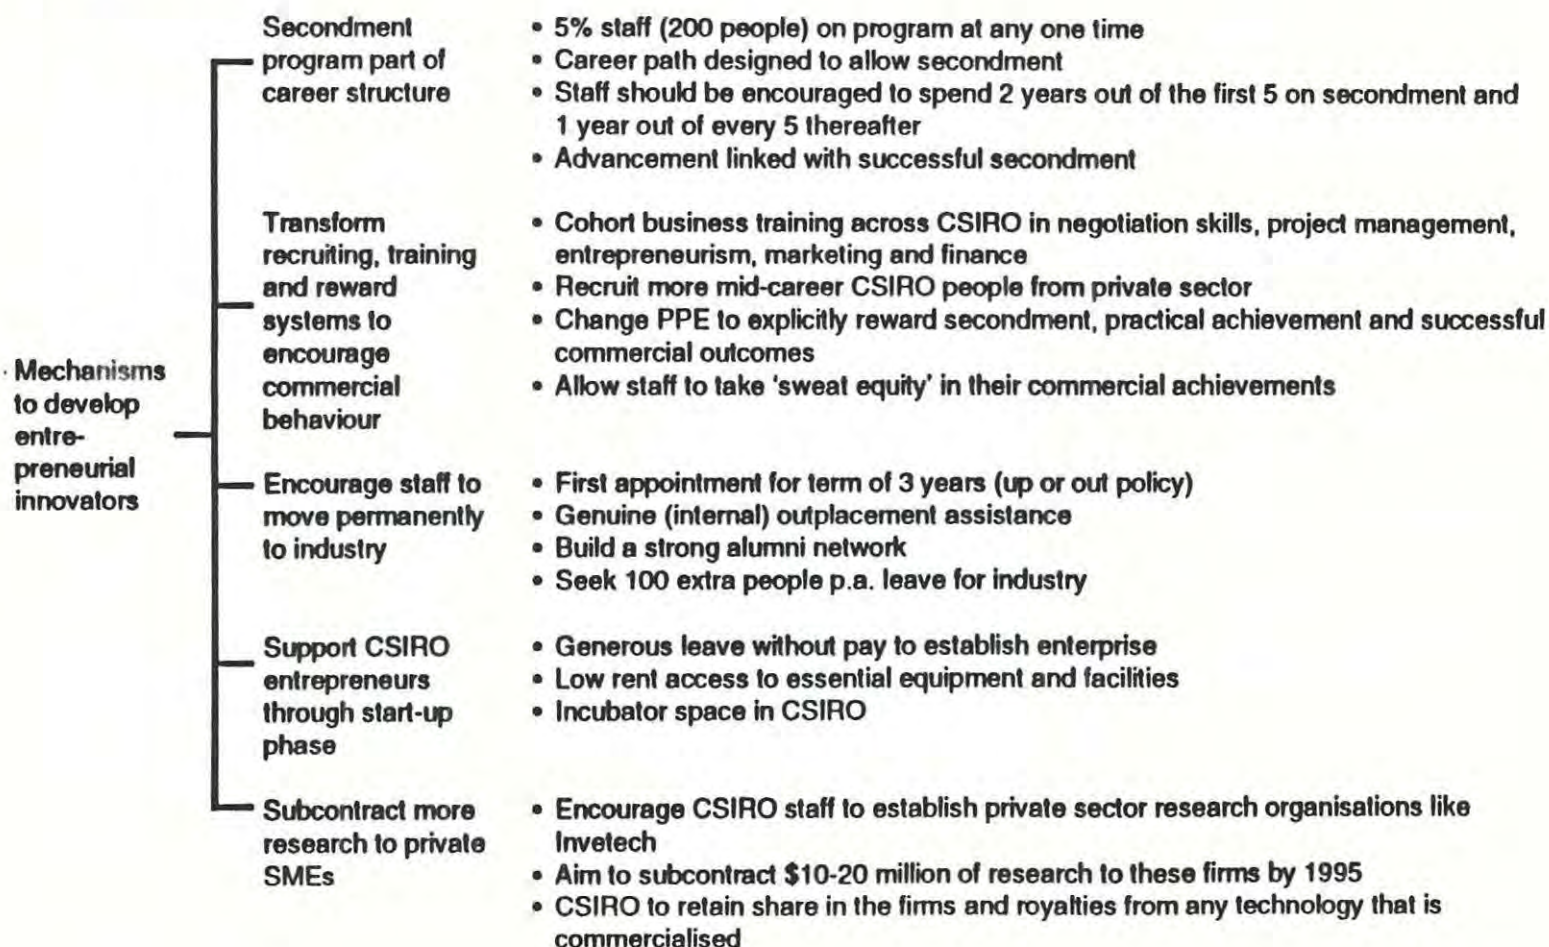 Mechanisms
to develop
entre-
preneurial
innovators
Secondment
program part of
career structure
• 5% staff (200 people) on program at any one time
• Career path designed to allow secondment
• Staff should be encouraged to spend 2 years out of the first 5 on secondment and
1 year out of every 5 thereafter
• Advancement linked with successful secondment
Transform
recruiting, training
and reward
systems to
encourage
commercial
behaviour
• Cohort business training across CSIRO in negotiation skills, project management,
entrepreneurism, marketing and finance
• Recruit more mid-career CSIRO people from private sector
• Change PPE to explicitly reward secondment, practical achievement and successful
commercial outcomes
• Allow staff to take 'sweat equity' in their commercial achievements
Encourage staff to
move permanently
to industry
• First appointment for term of 3 years (up or out policy)
• Genuine (internal) outplacement assistance
• Build a strong alumni network
• Seek 100 extra people p.a. leave for industry
Support CSIRO
entrepreneurs
through start-up
phase
• Generous leave without pay to establish enterprise
• Low rent access to essential equipment and facilities
• Incubator space in CSIRO
Subcontract more
research to private
SMEs
• Encourage CSIRO staff to establish private sector research organisations like
Invetech
• Aim to subcontract $10-20 million of research to these firms by 1995
• CSIRO to retain share in the firms and royalties from any technology that is
commercialised